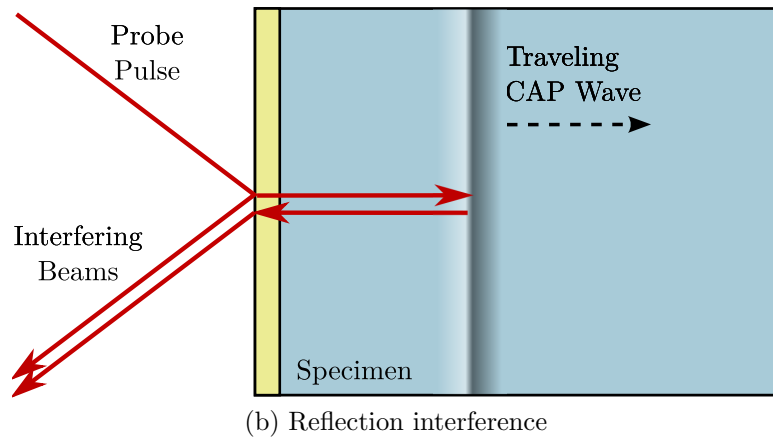 Probe
Pulse
Traveling
CAP Wave
Interfering
Beams
Specimen
(b) Reflection interference